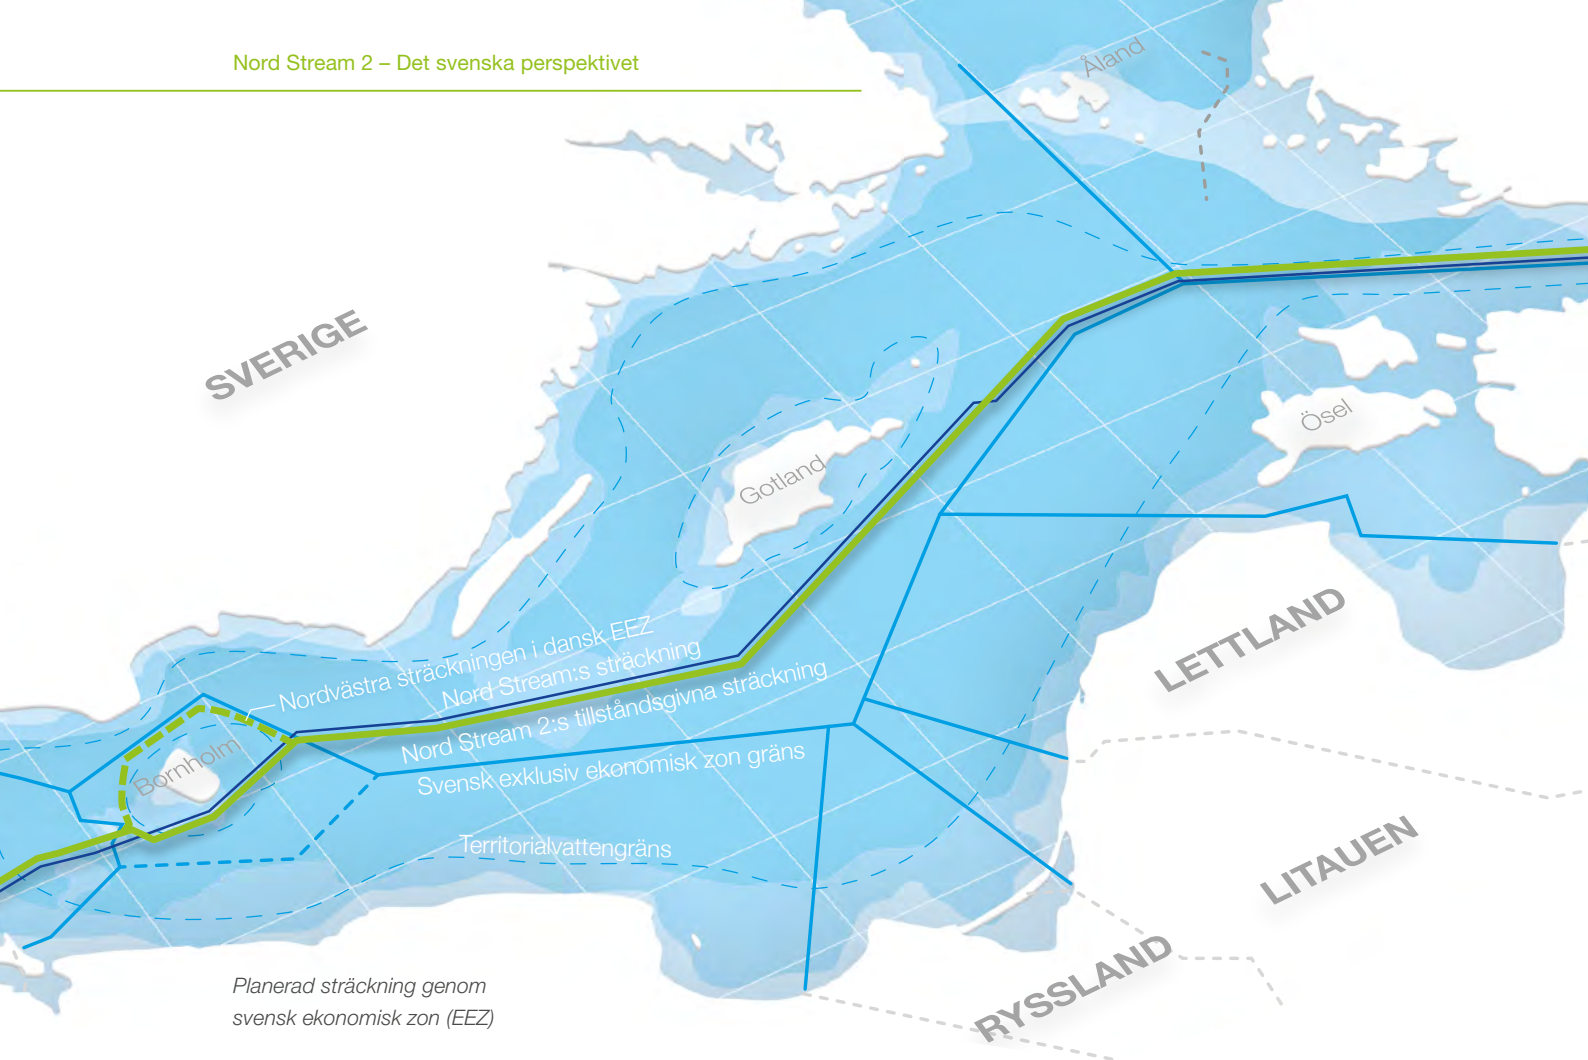 Nord Stream 2 – Det svenska perspektivet
Åland
SVERIGE
Ösel
Gotland
LETTLAND
Nordvästra sträckningen i dansk EEZ
Nord Stream:s sträckning
Nord Stream 2:s tillståndsgivna sträckning
Svensk exklusiv ekonomisk zon gräns
Bornholm
Territorialvattengräns
LITAUEN
RYSSLAND
Planerad sträckning genom
svensk ekonomisk zon (EEZ)